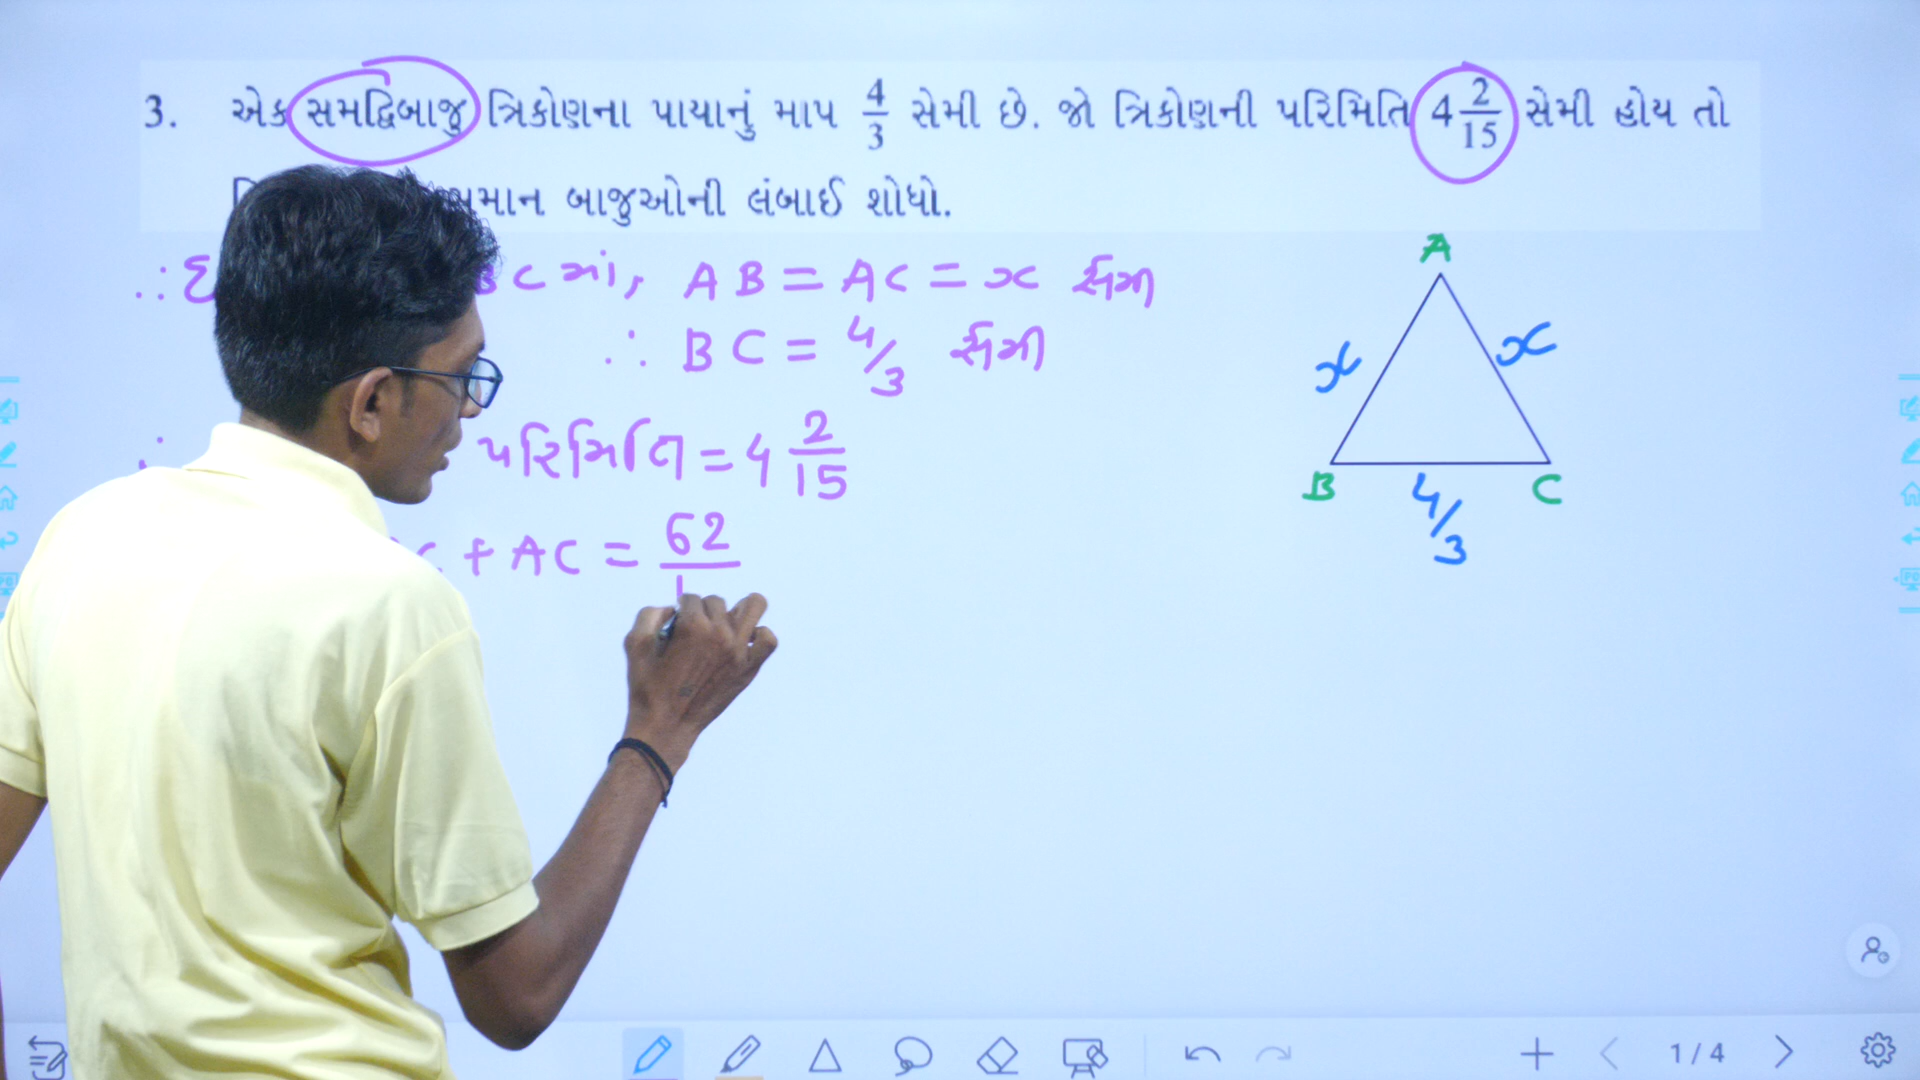 3. એક સમદ્વિબાજુ ત્રિકોણના પાયાનું માપ 4/3 સેમી છે. જો ત્રિકોણની પરિમિતિ 4 2/15 સેમી હોય તો
બાજુઓની લંબાઈ શોધો.
BC માં, AB = AC = x સેમી
∴ BC = 4/3 સેમી
∴ પરિમિતિ = 4 2/15
+ AC = 62/
A
x x
B C
4/3
1 / 4